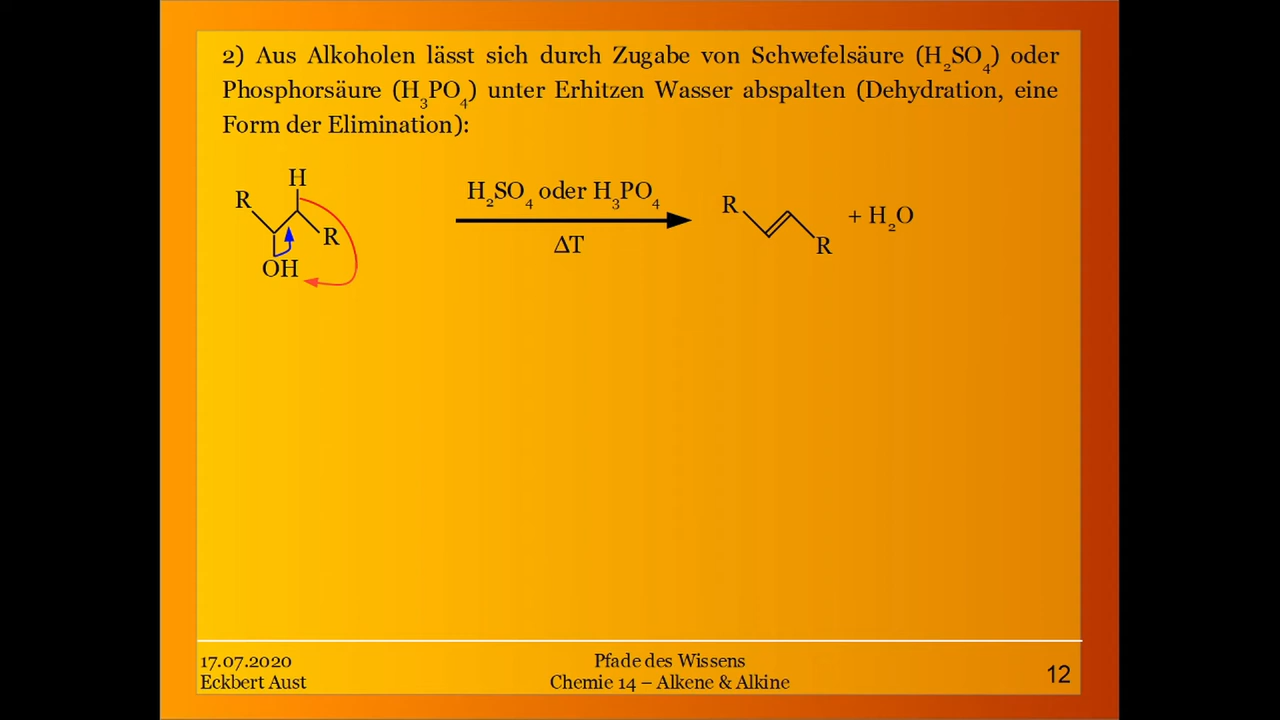 2) Aus Alkoholen lässt sich durch Zugabe von Schwefelsäure (H₂SO₄) oder
Phosphorsäure (H₃PO₄) unter Erhitzen Wasser abspalten (Dehydration, eine
Form der Elimination):
H
R
R
OH
H₂SO₄ oder H₃PO₄
ΔT
R
R
+ H₂O
17.07.2020
Eckbert Aust
Pfade des Wissens
Chemie 14 – Alkene & Alkine
12